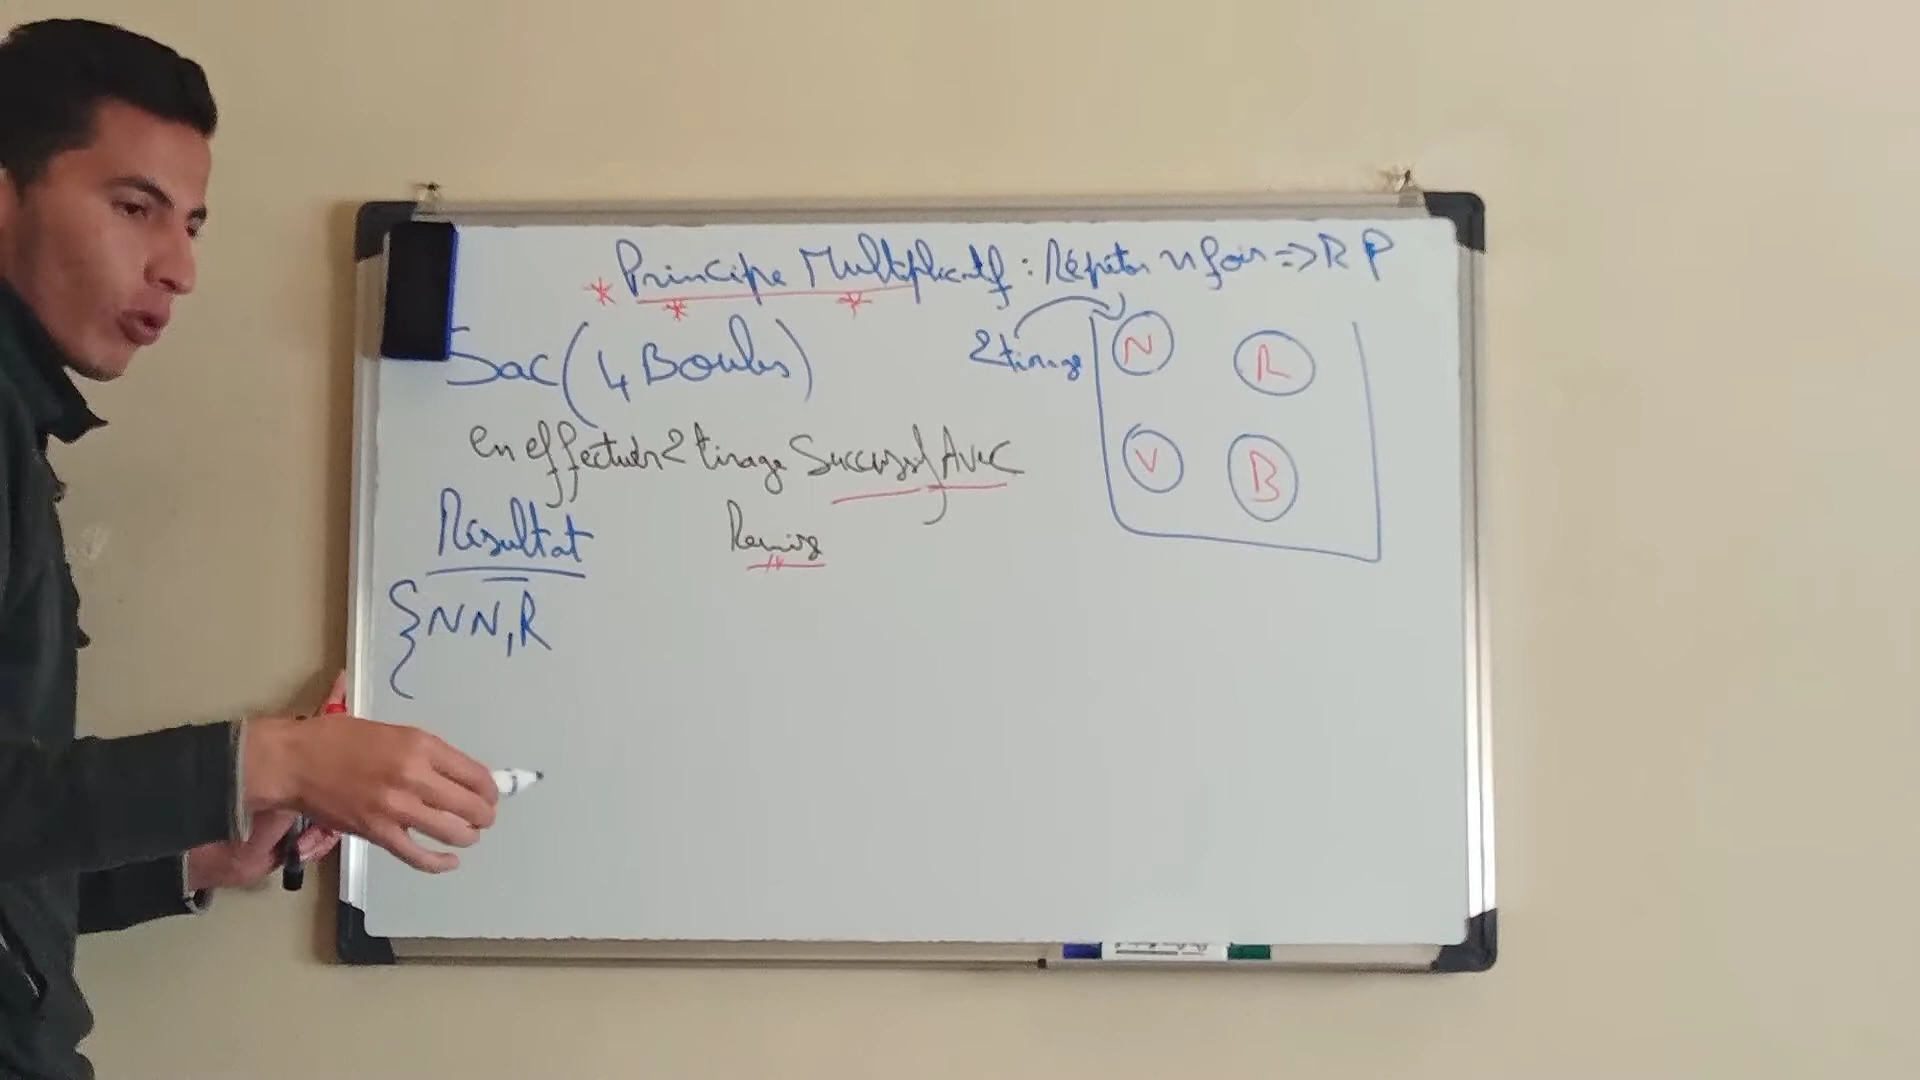 * Principe Multiplicatif : Répéter n fois => R P
Sac (4 Boules)
2 tirage
N R
V B
en effectuer 2 tirage Successif Avec
Remise
Résultat
{NN,R